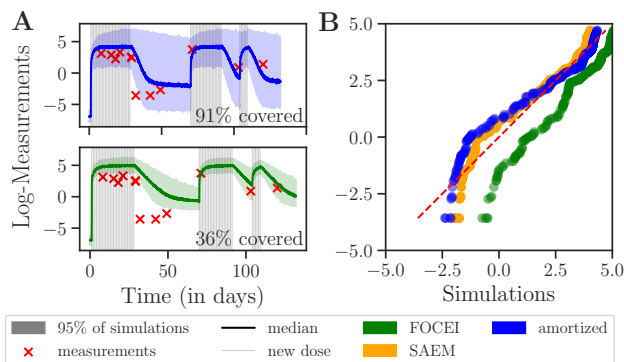 A
B
Log-Measurements
5
0
−5
91% covered
5
0
−5
36% covered
0
50
100
Time (in days)
5.0
2.5
0.0
−2.5
−5.0
−5.0
−2.5
0.0
2.5
5.0
Simulations
95% of simulations
median
FOCEI
amortized
measurements
new dose
SAEM